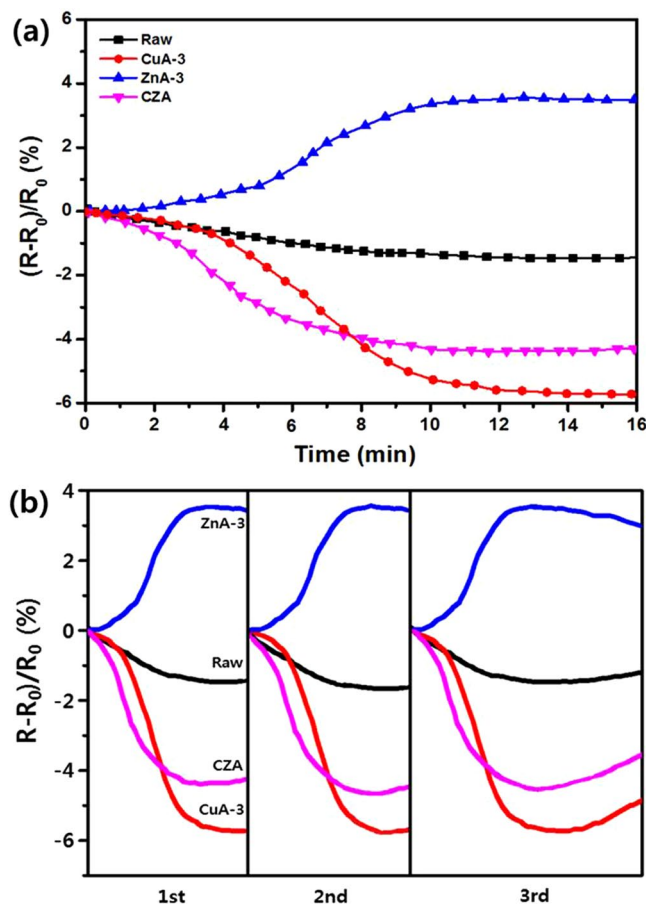 (a)
Raw
CuA-3
ZnA-3
CZA
6
4
2
0
-2
-4
-6
(R-R₀)/R₀ (%)
0 2 4 6 8 10 12 14 16
Time (min)
(b)
4
2
0
-2
-4
-6
R-R₀)/R₀ (%)
ZnA-3
Raw
CZA
CuA-3
1st 2nd 3rd